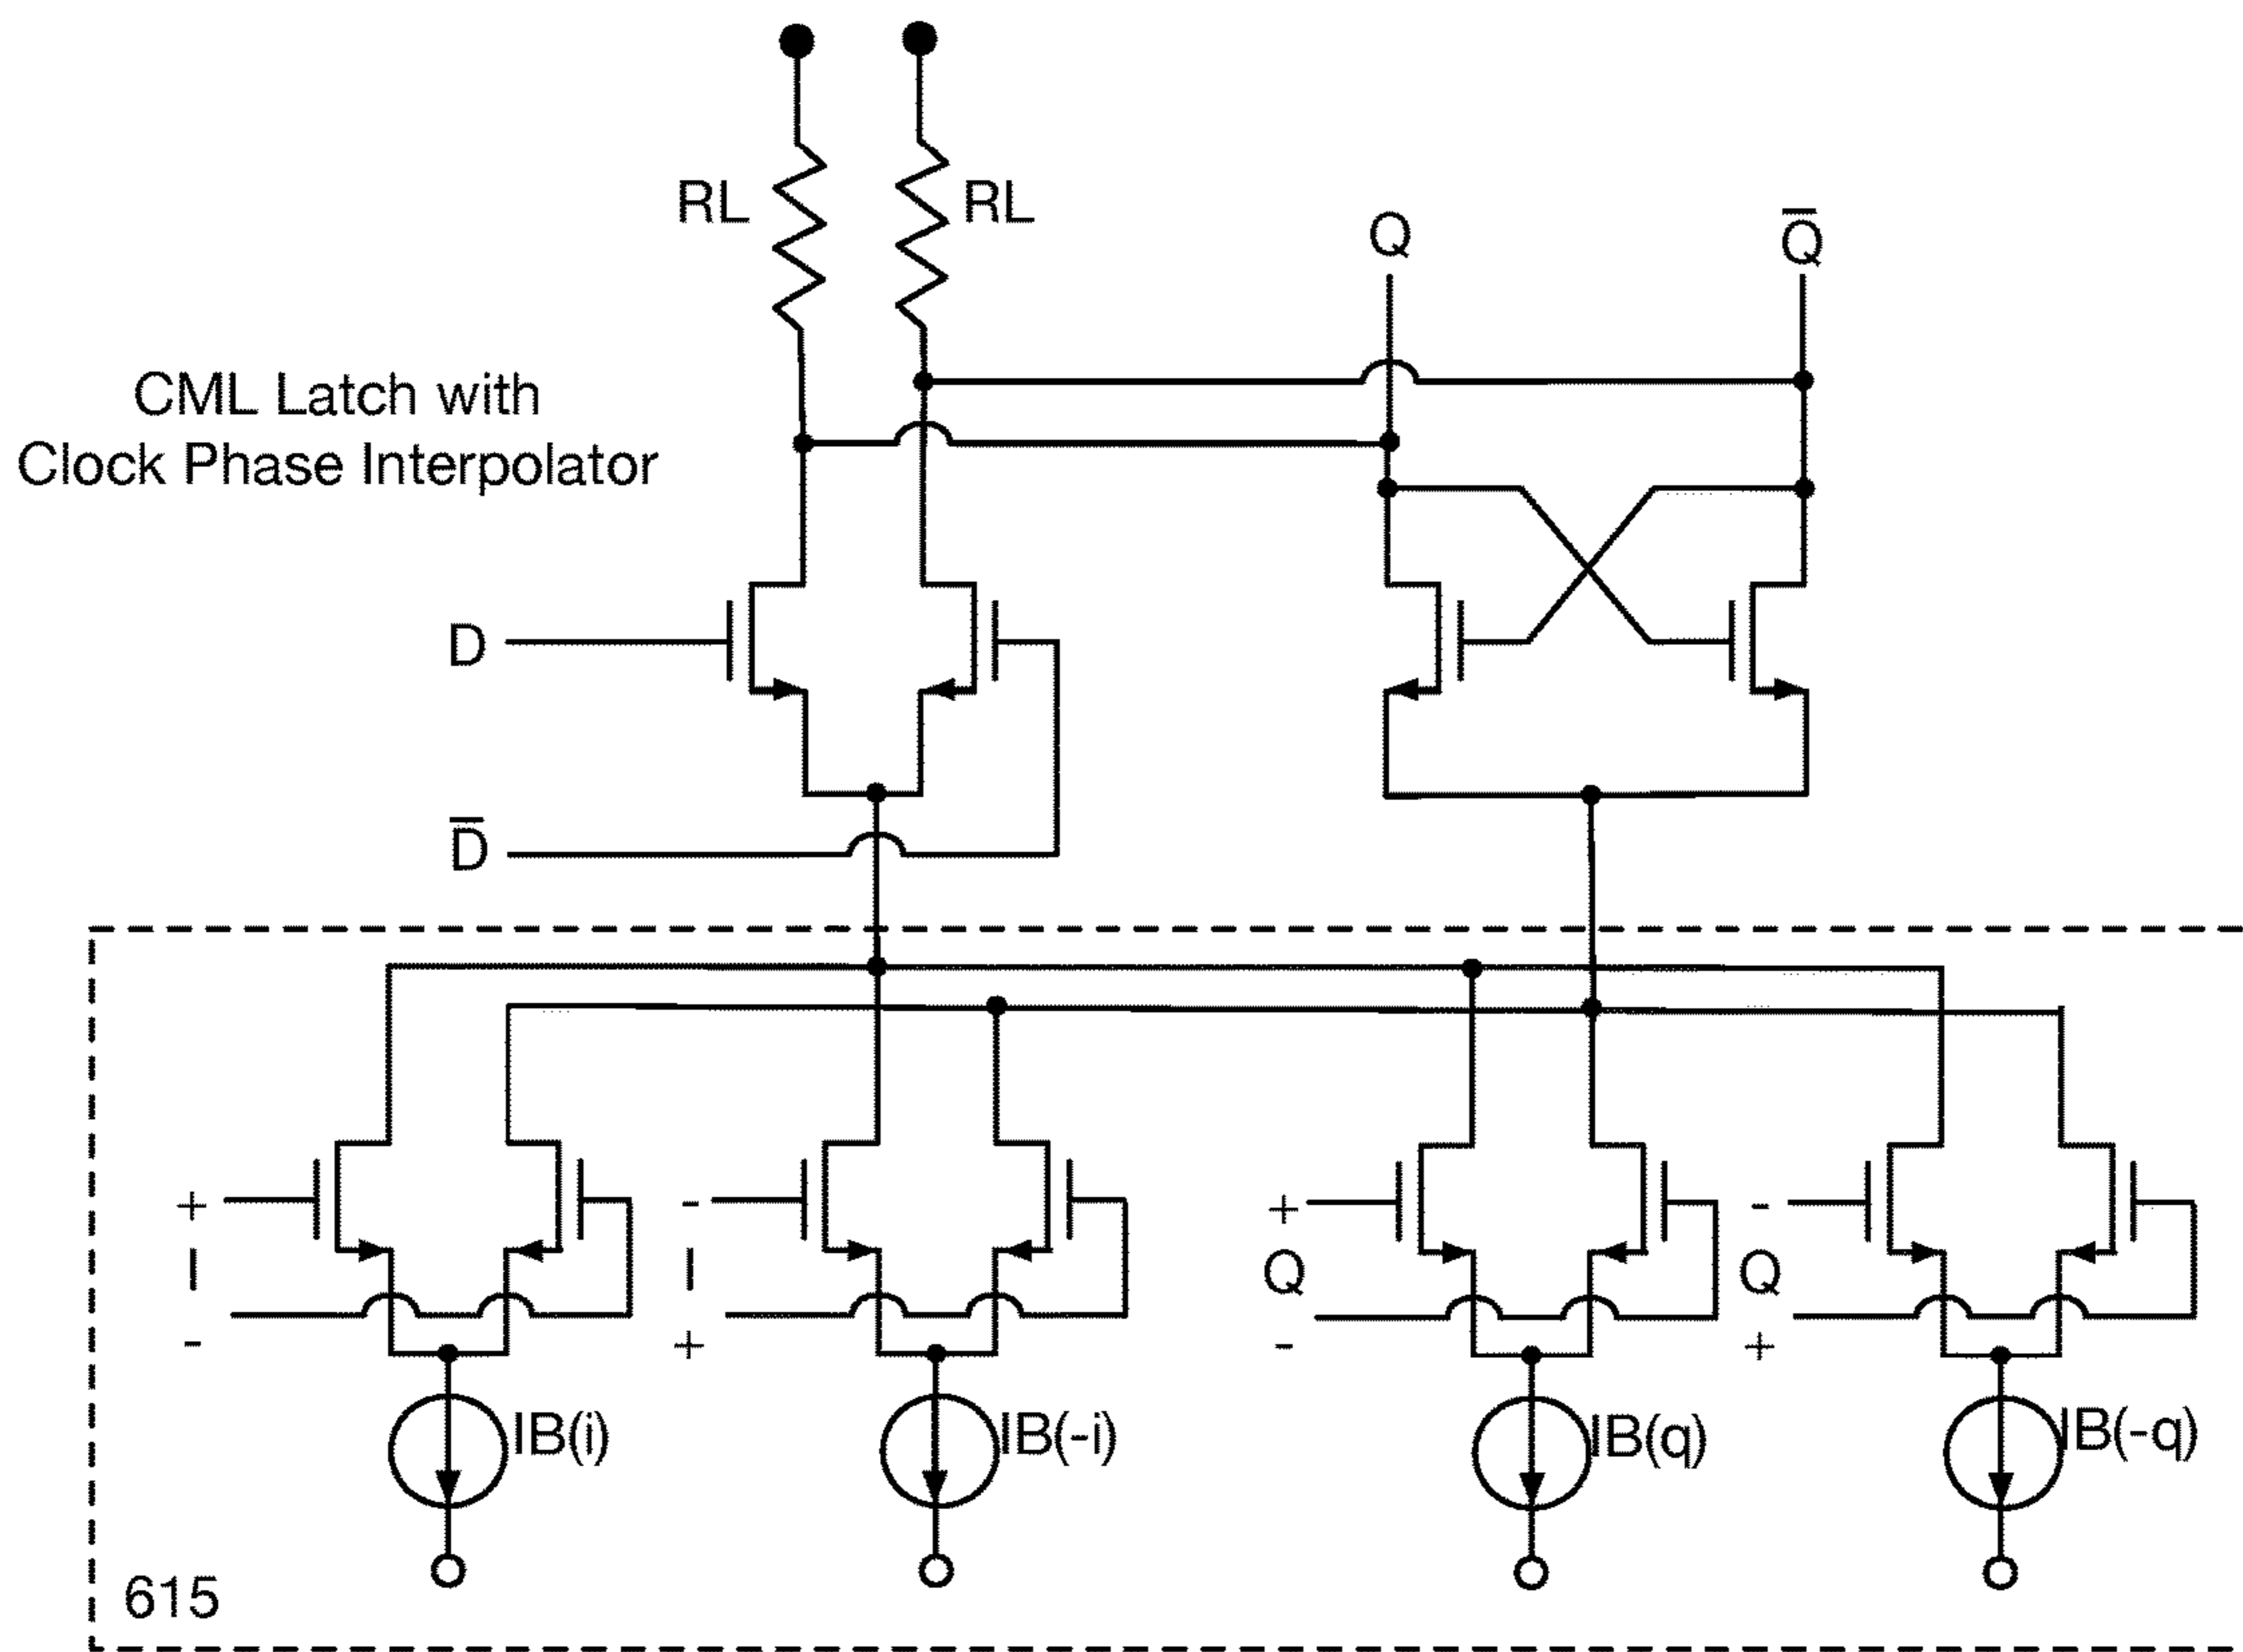 RL RL
Q Q̅
CML Latch with
Clock Phase Interpolator
D
D̅
+ - + -
I I Q Q
- + - +
IB(i) IB(-i) IB(q) IB(-q)
615